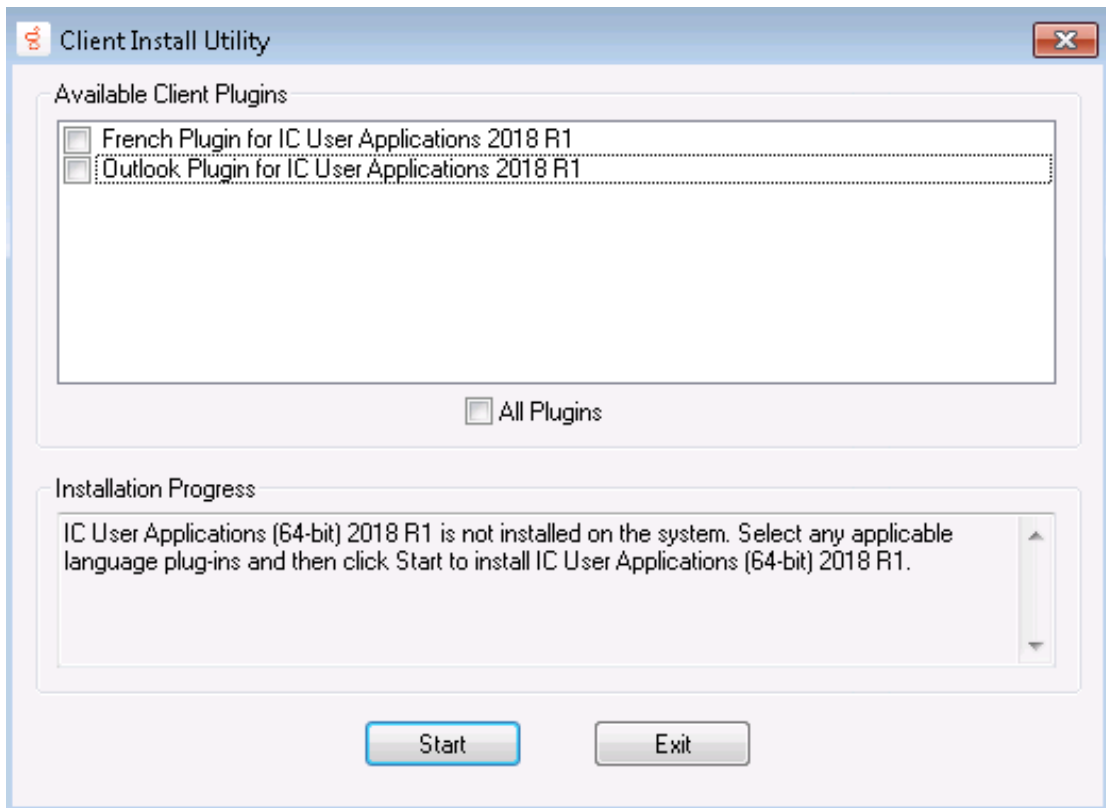 Client Install Utility
Available Client Plugins
French Plugin for IC User Applications 2018 R1
Outlook Plugin for IC User Applications 2018 R1
All Plugins
Installation Progress
IC User Applications (64-bit) 2018 R1 is not installed on the system. Select any applicable
language plug-ins and then click Start to install IC User Applications (64-bit) 2018 R1.
Start Exit